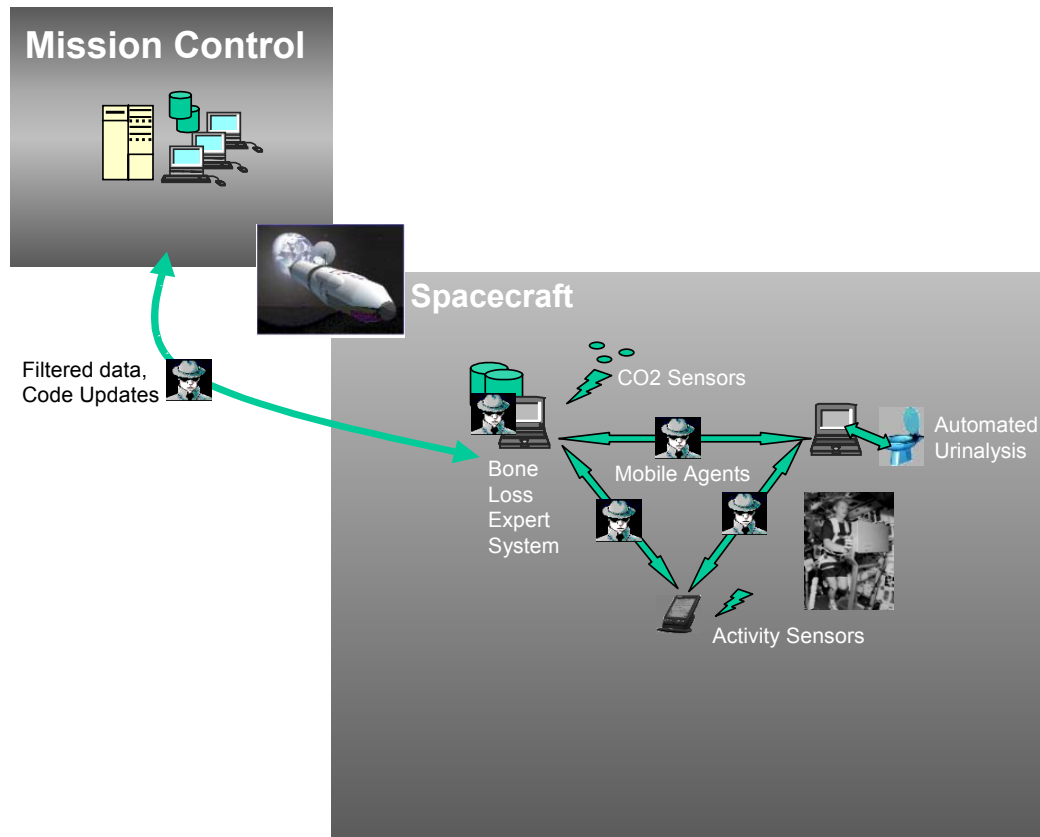 Mission Control
Spacecraft
Filtered data,
Code Updates
CO2 Sensors
Automated
Urinalysis
Mobile Agents
Bone
Loss
Expert
System
Activity Sensors